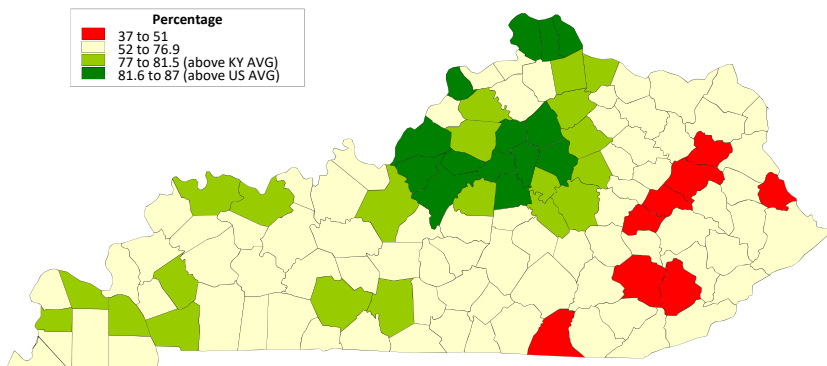 Percentage
37 to 51
52 to 76.9
77 to 81.5 (above KY AVG)
81.6 to 87 (above US AVG)